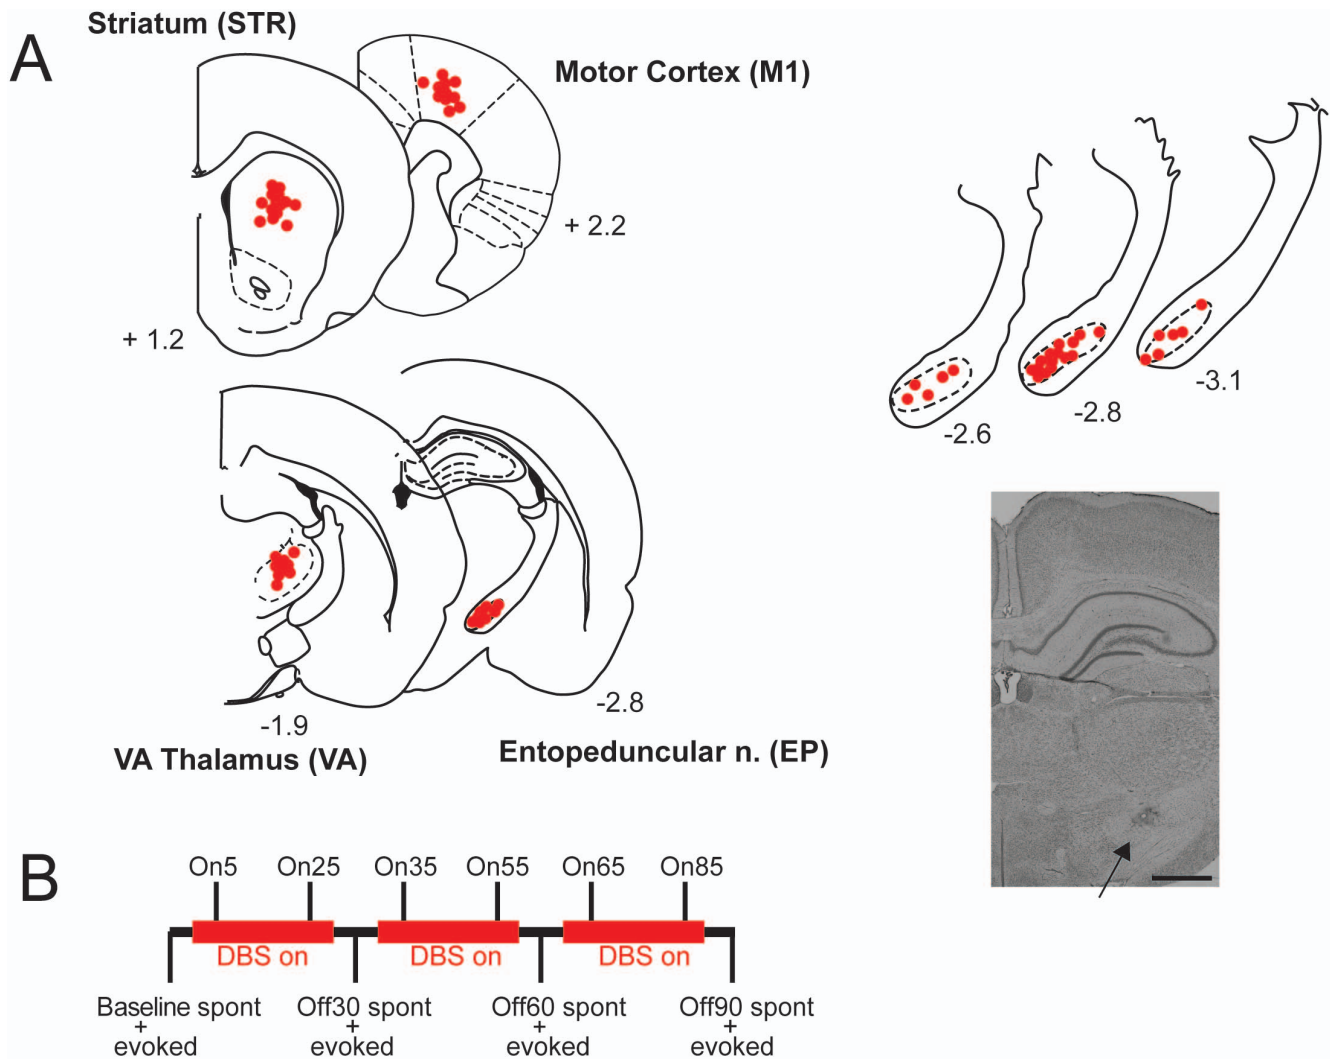 A
Striatum (STR)
Motor Cortex (M1)
+ 2.2
+ 1.2
-2.6
-2.8
-3.1
-1.9
-2.8
VA Thalamus (VA)
Entopeduncular n. (EP)
B
On5 On25 On35 On55 On65 On85
DBS on DBS on DBS on
Baseline spont Off30 spont Off60 spont Off90 spont
+ + + +
evoked evoked evoked evoked